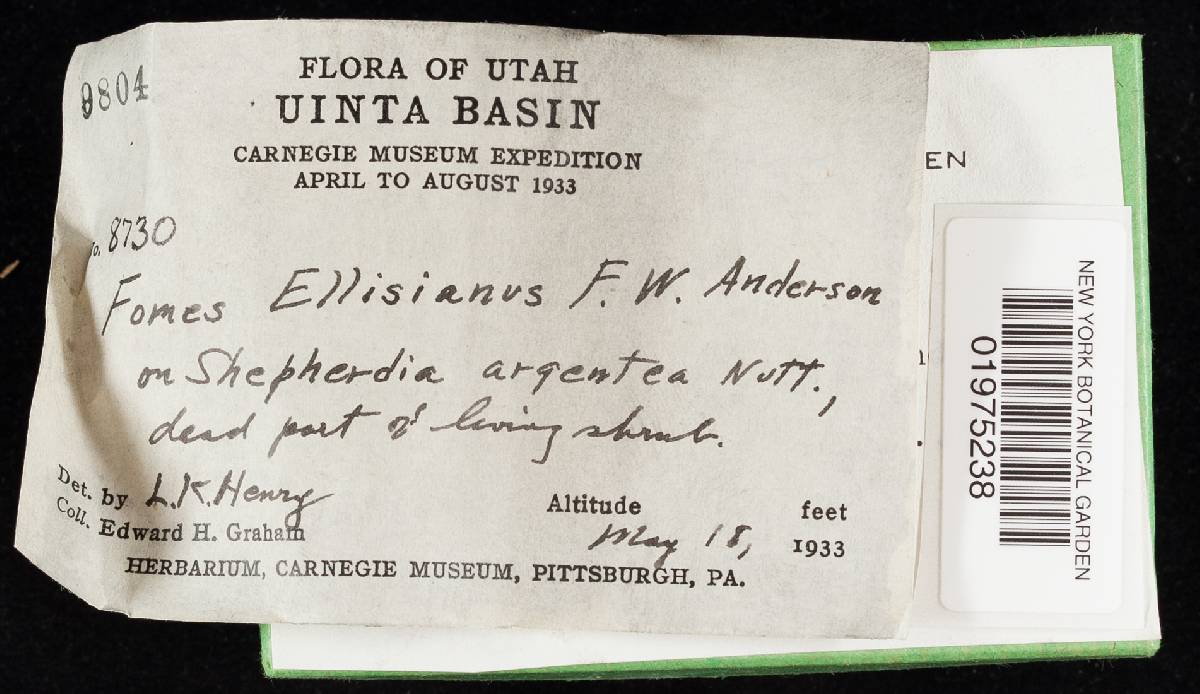 9804
FLORA OF UTAH
UINTA BASIN
CARNEGIE MUSEUM EXPEDITION
APRIL TO AUGUST 1933
No. 8730
Fomes Ellisianus F. W. Anderson
on Shepherdia argentea Nutt.,
dead part of living shrub.
Det. by L.K.Henry
Altitude feet
Coll. Edward H. Graham
May 18, 1933
HERBARIUM, CARNEGIE MUSEUM, PITTSBURGH, PA.
EN
NEW YORK BOTANICAL GARDEN
01975238